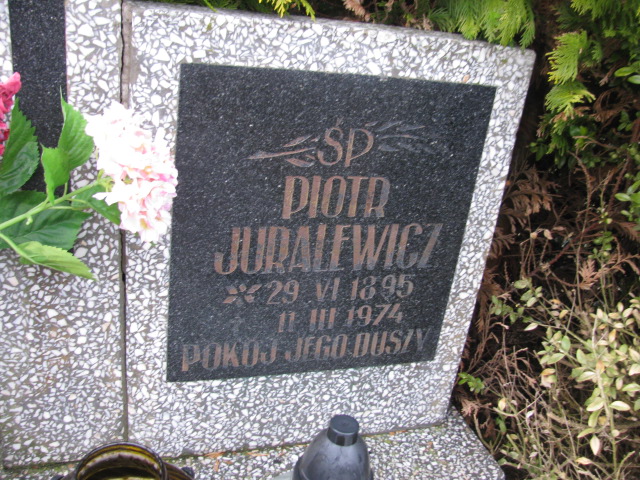 ŚP
PIOTR
JURALEWICZ
29 VI 1895
11 III 1974
POKÓJ JEGO DUSZY